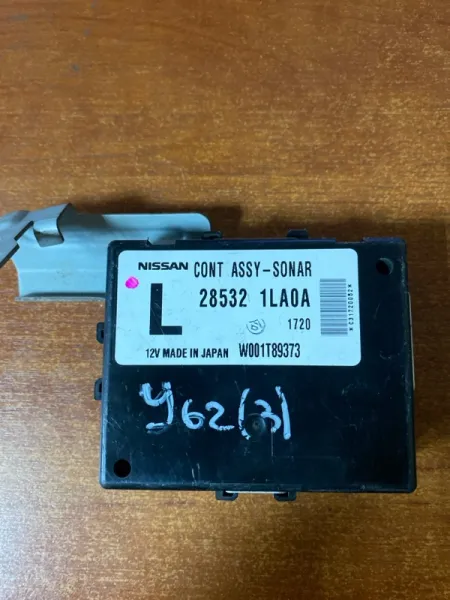 NISSAN CONT ASSY-SONAR
L
28532 1LA0A
1720
12V MADE IN JAPAN W001T89373
Y62(3)